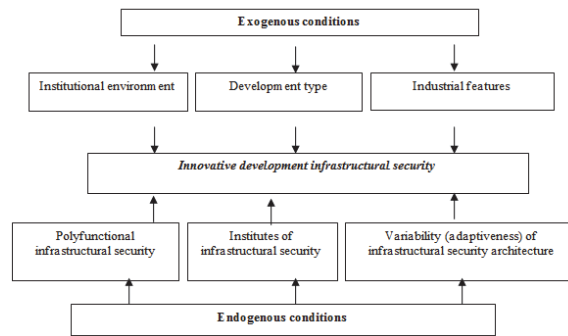 Exogenous conditions
Institutional environment
Development type
Industrial features
Innovative development infrastructural security
Polyfunctional
infrastructural security
Institutes of
infrastructural security
Variability (adaptiveness) of
infrastructural security architecture
Endogenous conditions